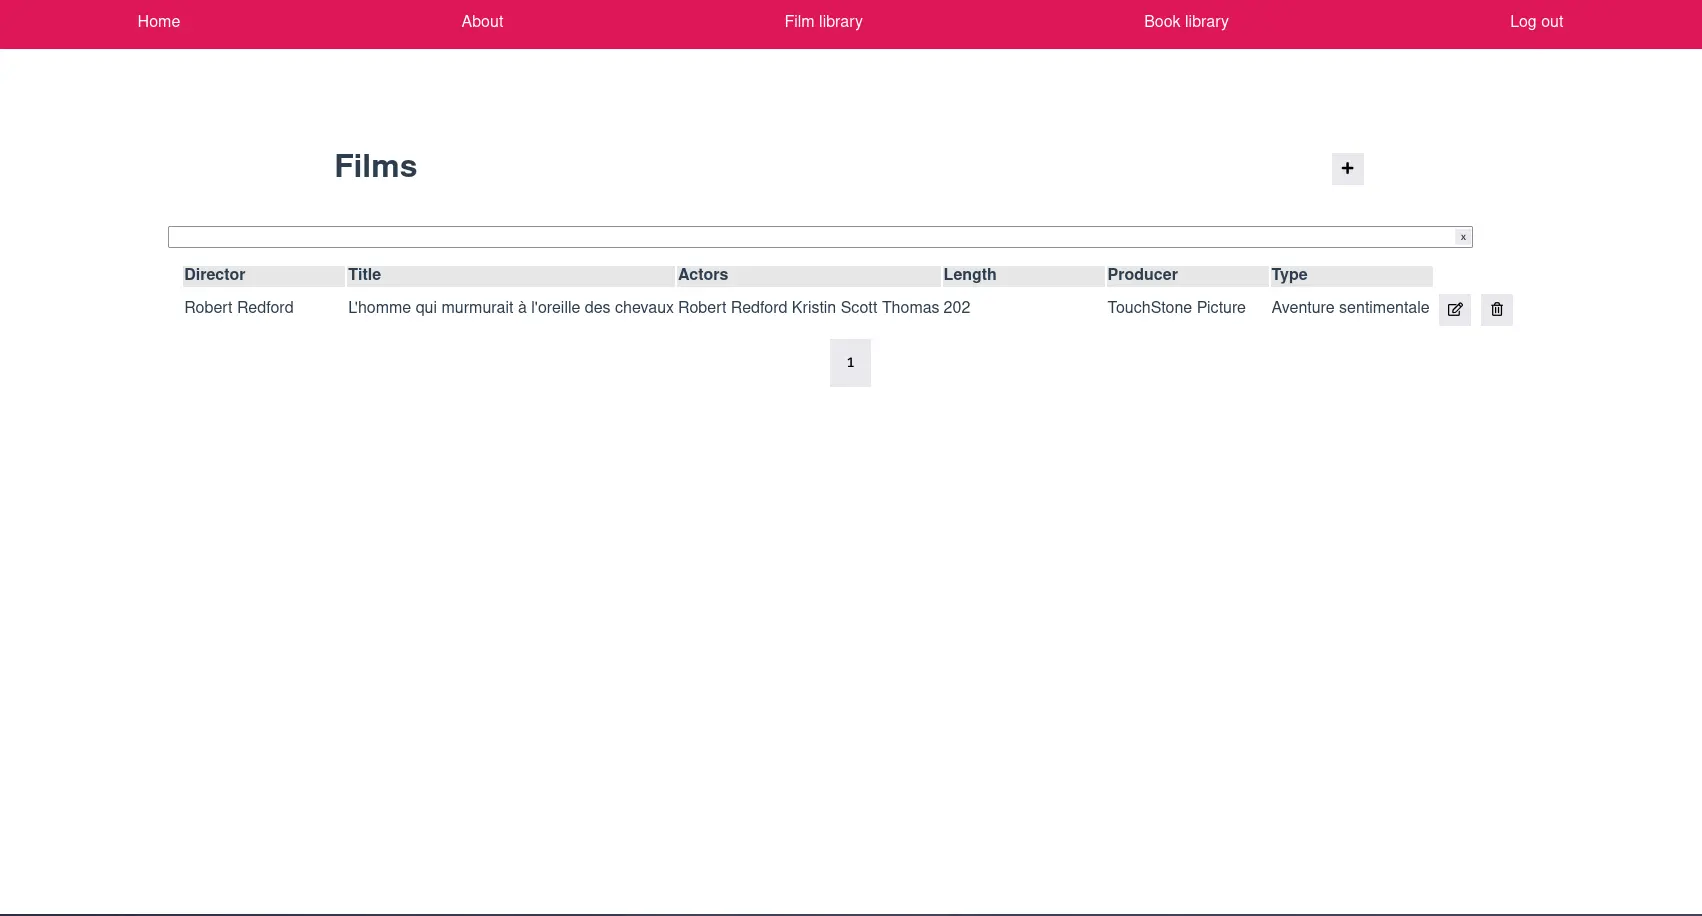 Home About Film library Book library Log out
Films +
x
Director Title Actors Length Producer Type
Robert Redford L'homme qui murmurait à l'oreille des chevaux Robert Redford Kristin Scott Thomas 202 TouchStone Picture Aventure sentimentale
1